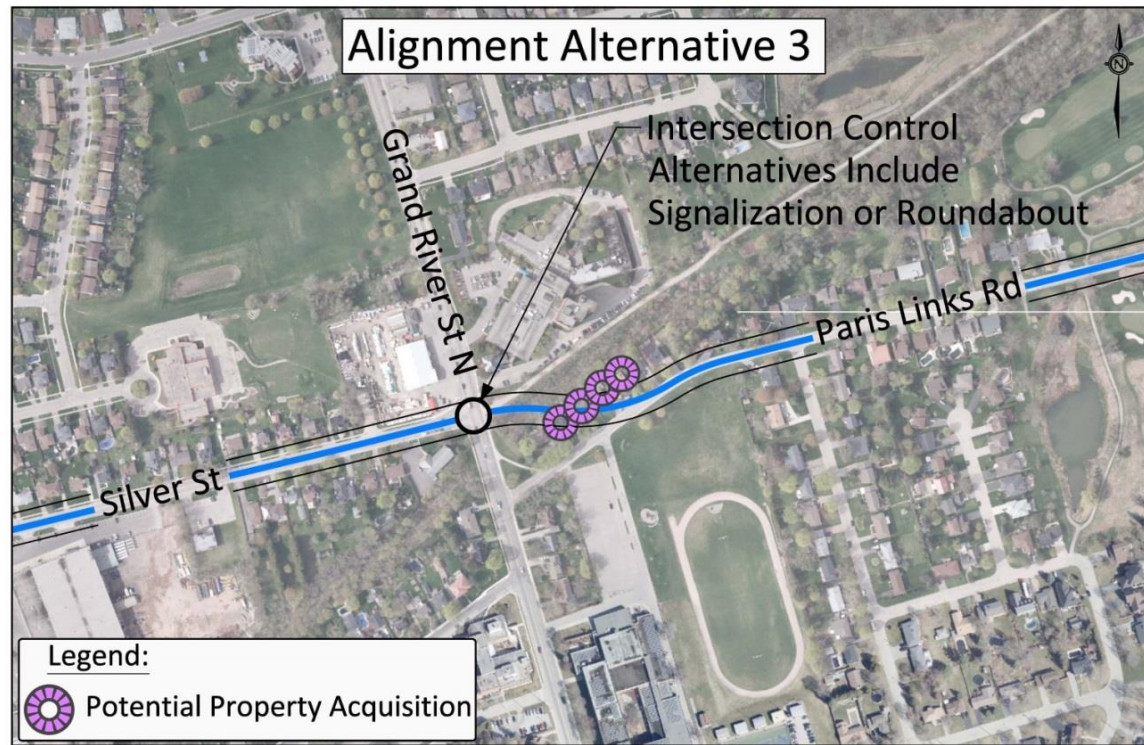 Alignment Alternative 3
N
Grand River St N
Intersection Control
Alternatives Include
Signalization or Roundabout
Paris Links Rd
Silver St
Legend:
Potential Property Acquisition